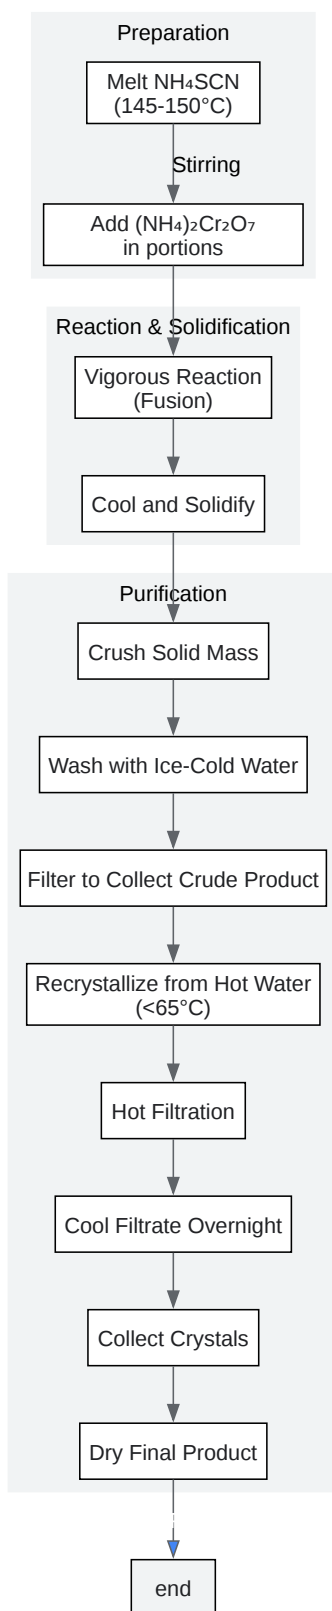 Preparation
Melt NH₄SCN
(145-150°C)
Stirring
Add (NH₄)₂Cr₂O₇
in portions
Reaction & Solidification
Vigorous Reaction
(Fusion)
Cool and Solidify
Purification
Crush Solid Mass
Wash with Ice-Cold Water
Filter to Collect Crude Product
Recrystallize from Hot Water
(<65°C)
Hot Filtration
Cool Filtrate Overnight
Collect Crystals
Dry Final Product
end